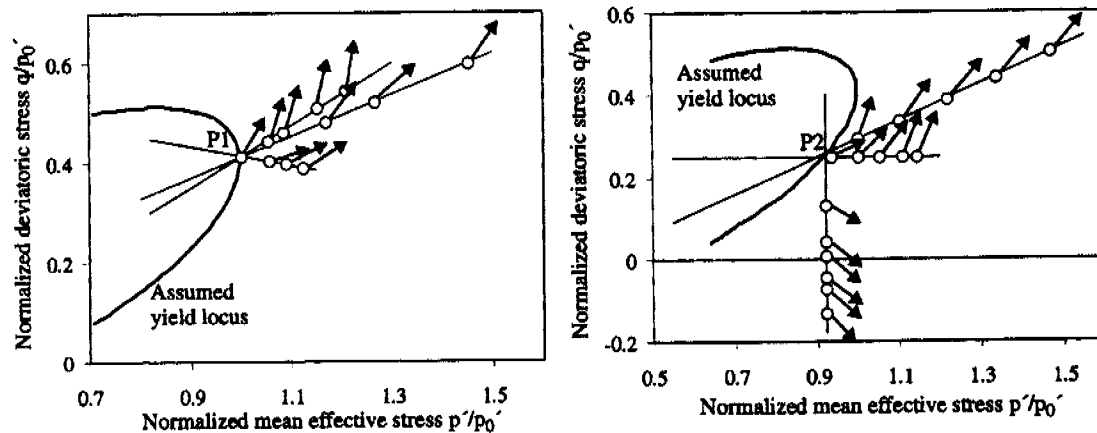 Normalized deviatoric stress q/p₀´
0.6
0.4
0.2
0
P1
Assumed
yield locus
0.7
0.9
1.1
1.3
1.5
Normalized mean effective stress p´/p₀´
Normalized deviatoric stress q/p₀´
0.6
0.4
0.2
0
-0.2
Assumed
yield locus
P2
0.5
0.7
0.9
1.1
1.3
1.5
Normalized mean effective stress p´/p₀´